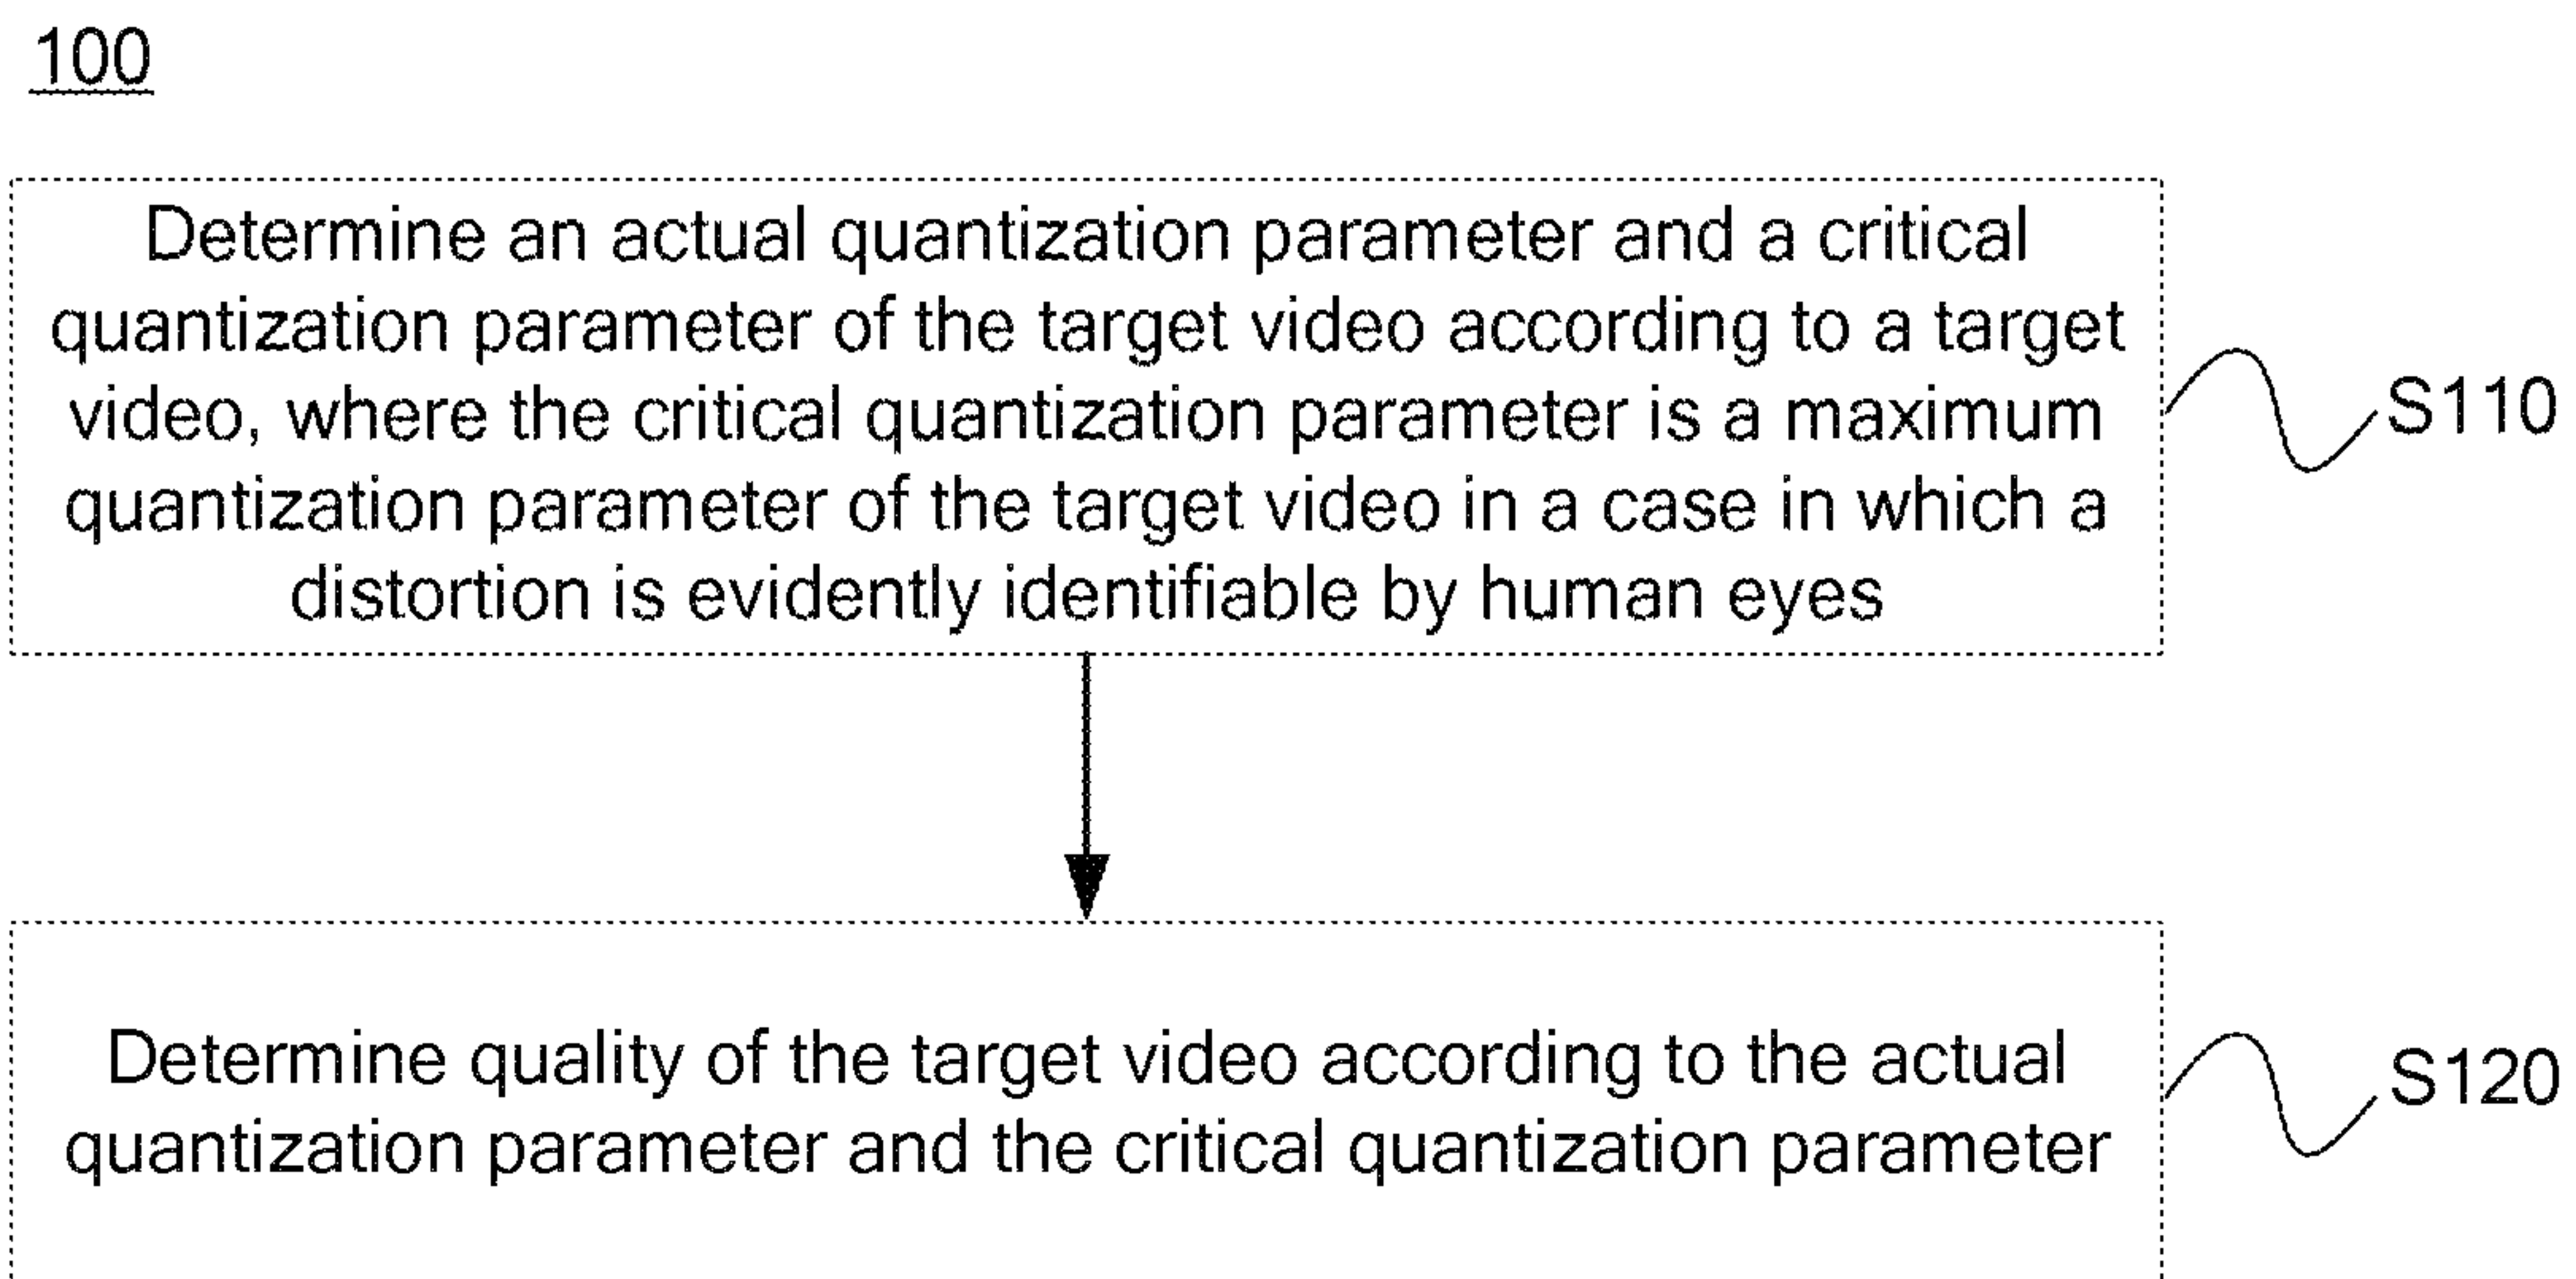 100
Determine an actual quantization parameter and a critical
quantization parameter of the target video according to a target
video, where the critical quantization parameter is a maximum
quantization parameter of the target video in a case in which a
distortion is evidently identifiable by human eyes
S110
Determine quality of the target video according to the actual
quantization parameter and the critical quantization parameter
S120